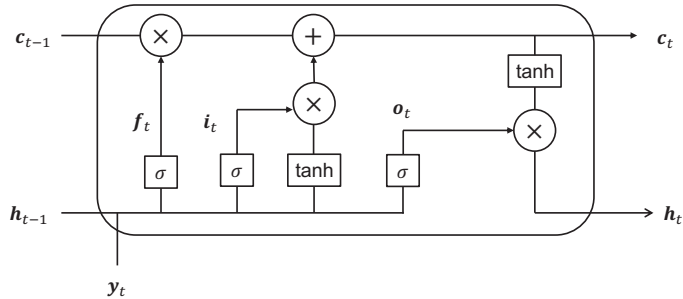 c_{t-1} × + c_t
tanh
f_t i_t × o_t ×
σ σ tanh σ
h_{t-1} h_t
y_t